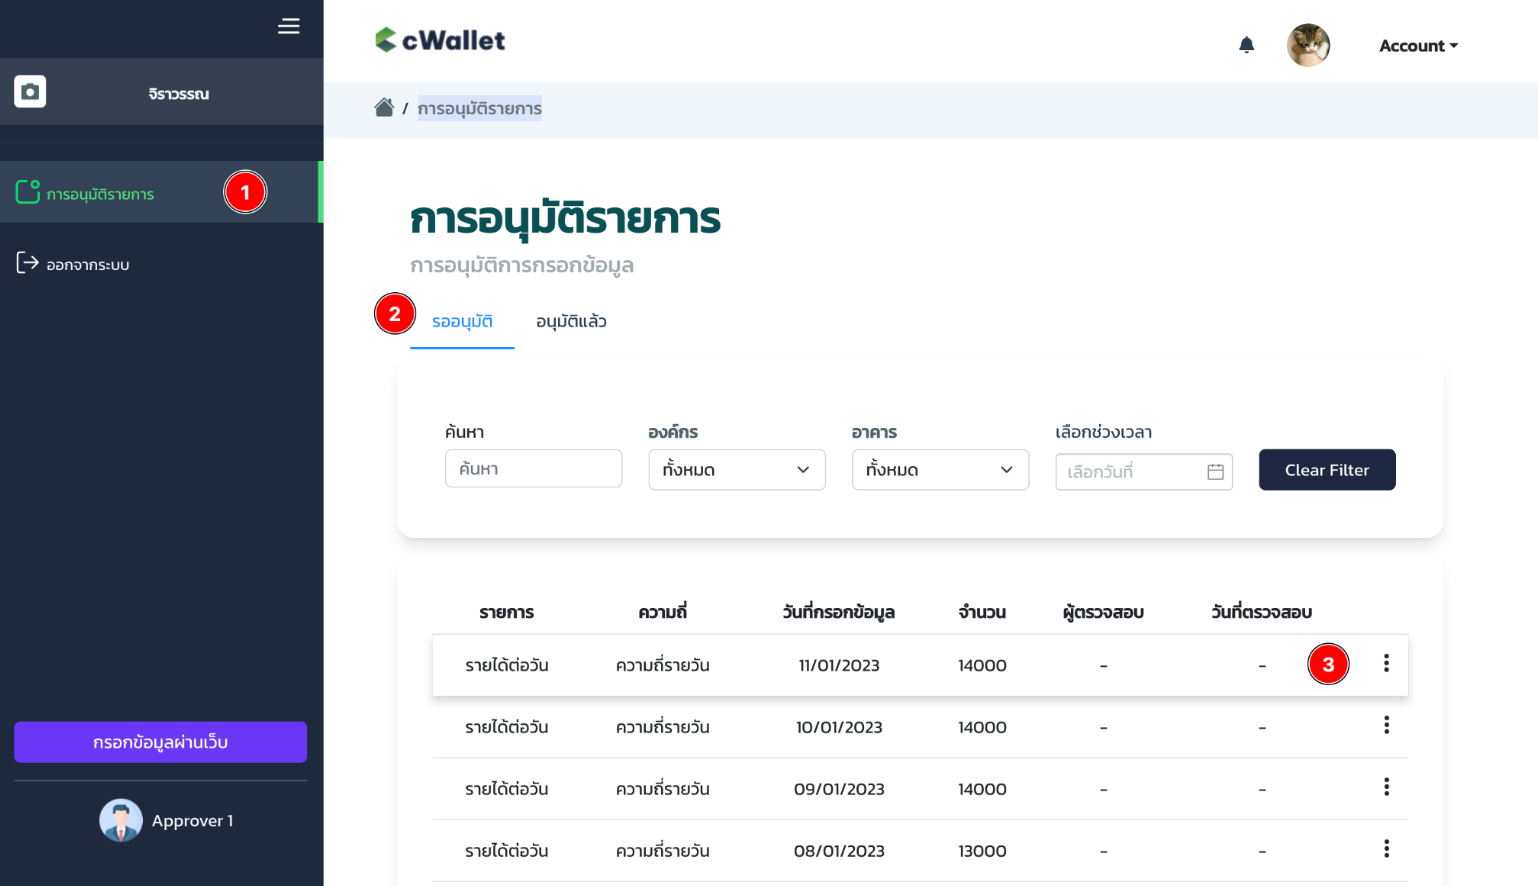 cWallet
Account
จิราวรรณ
/ การอนุมัติรายการ
การอนุมัติรายการ
1
ออกจากระบบ
การอนุมัติรายการ
การอนุมัติการกรอกข้อมูล
2
รออนุมัติ อนุมัติแล้ว
ค้นหา องค์กร อาคาร เลือกช่วงเวลา
ค้นหา ทั้งหมด ทั้งหมด เลือกวันที่ Clear Filter
รายการ ความถี่ วันที่กรอกข้อมูล จำนวน ผู้ตรวจสอบ วันที่ตรวจสอบ
รายได้ต่อวัน ความถี่รายวัน 11/01/2023 14000 - - 3
รายได้ต่อวัน ความถี่รายวัน 10/01/2023 14000 - -
รายได้ต่อวัน ความถี่รายวัน 09/01/2023 14000 - -
รายได้ต่อวัน ความถี่รายวัน 08/01/2023 13000 - -
กรอกข้อมูลผ่านเว็บ
Approver 1